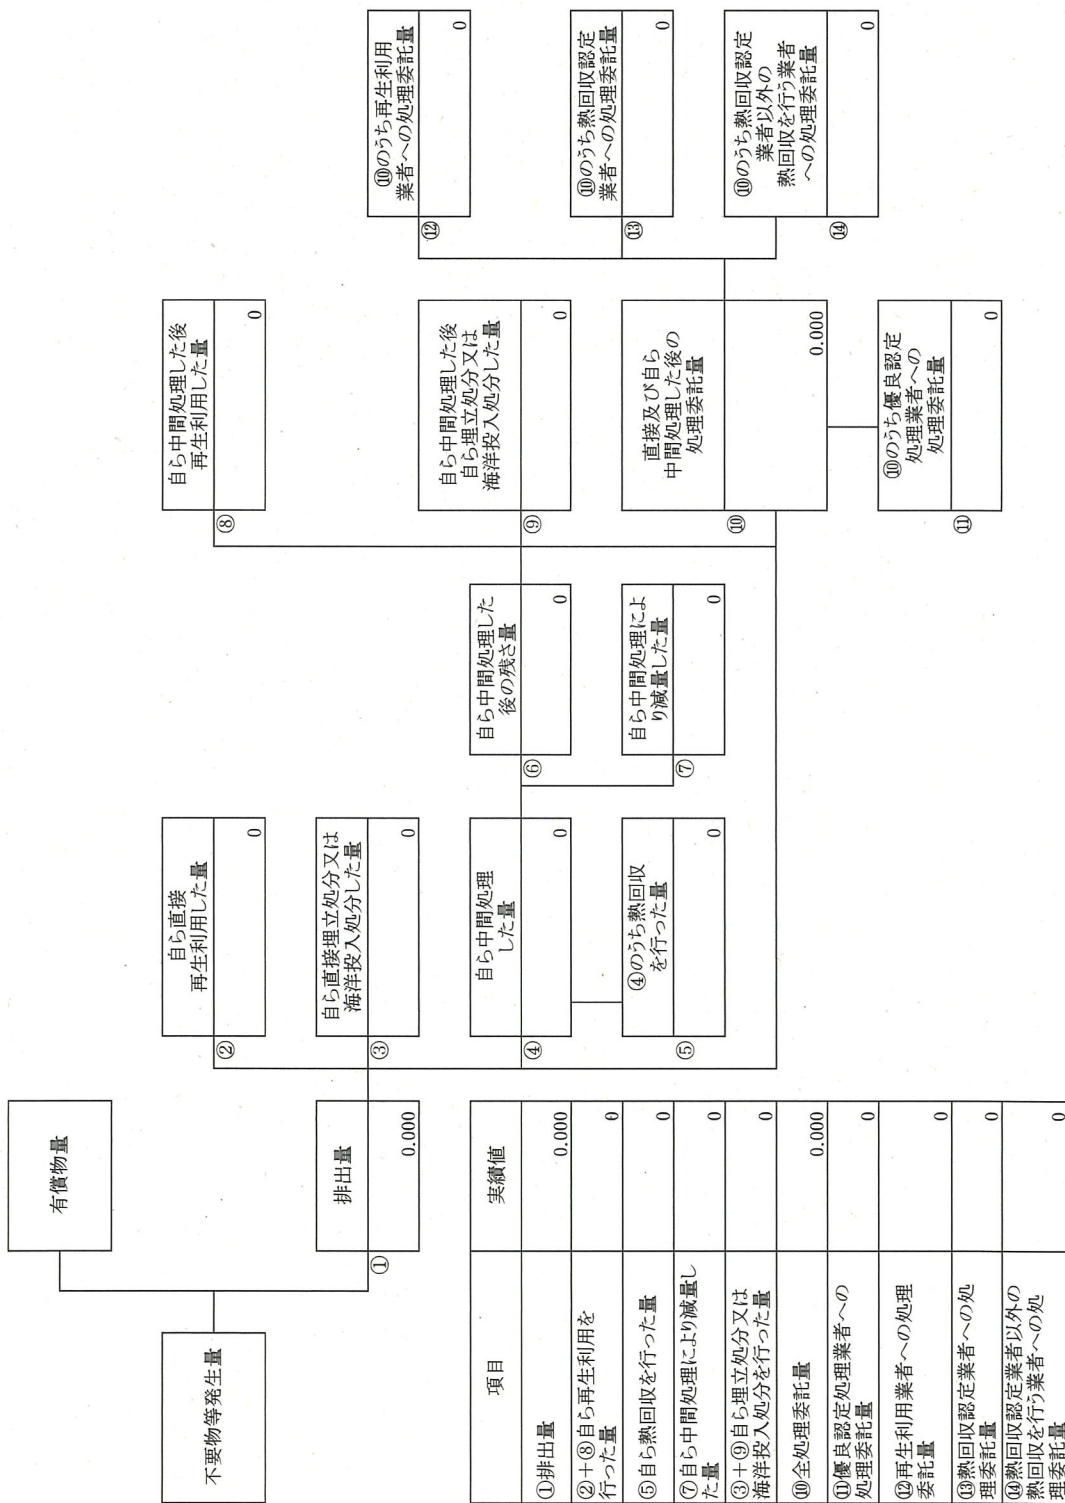 不要物等発生量
有償物量
排出量
①
0.000
自ら直接
再生利用した量
②
0
自ら直接埋立処分又は
海洋投入処分した量
③
0
自ら中間処理
した量
④
0
④のうち熱回収
を行った量
⑤
0
自ら中間処理した
後の残さ量
⑥
0
自ら中間処理によ
り減量した量
⑦
0
自ら中間処理した後
再生利用した量
⑧
0
自ら中間処理した後
自ら埋立処分又は
海洋投入処分した量
⑨
0
直接及び自ら
中間処理した後の
処理委託量
⑩
0.000
⑩のうち優良認定
処理業者への
処理委託量
⑪
0
⑩のうち再生利用
業者への処理委託量
⑫
0
⑩のうち熱回収認定
業者への処理委託量
⑬
0
⑩のうち熱回収認定
業者以外の
熱回収を行う業者
への処理委託量
⑭
0
項目
実績値
①排出量
0.000
②+⑧自ら再生利用を
行った量
0
⑤自ら熱回収を行った量
0
⑦自ら中間処理により減量し
た量
0
③+⑨自ら埋立処分又は
海洋投入処分を行った量
0
⑩全処理委託量
0.000
⑪優良認定処理業者への
処理委託量
0
⑫再生利用業者への処理
委託量
0
⑬熱回収認定業者への処
理委託量
0
⑭熱回収認定業者以外の
熱回収を行う業者への処
理委託量
0